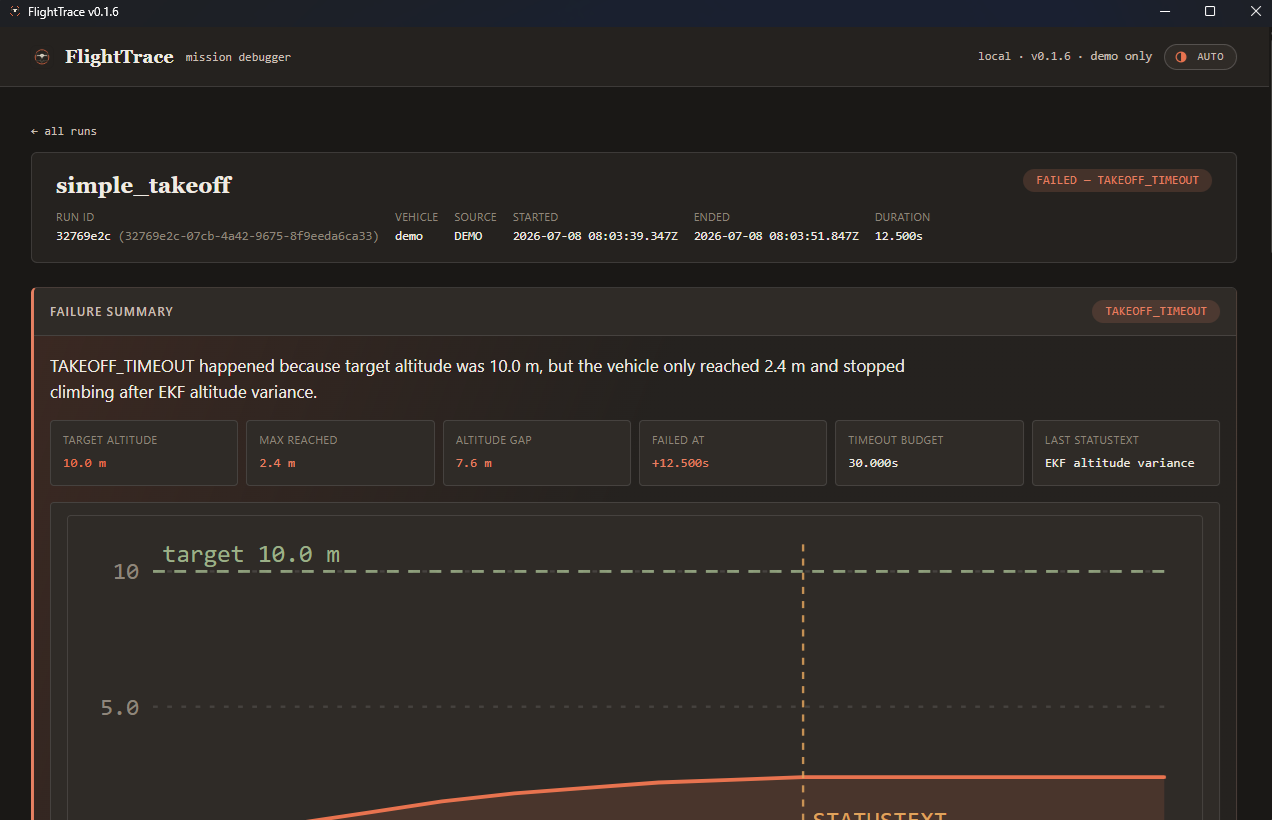 FlightTrace v0.1.6
FlightTrace mission debugger local · v0.1.6 · demo only AUTO
← all runs
simple_takeoff FAILED — TAKEOFF_TIMEOUT
RUN ID VEHICLE SOURCE STARTED ENDED DURATION
32769e2c (32769e2c-07cb-4a42-9675-8f9eeda6ca33) demo DEMO 2026-07-08 08:03:39.347Z 2026-07-08 08:03:51.847Z 12.500s
FAILURE SUMMARY TAKEOFF_TIMEOUT
TAKEOFF_TIMEOUT happened because target altitude was 10.0 m, but the vehicle only reached 2.4 m and stopped
climbing after EKF altitude variance.
TARGET ALTITUDE MAX REACHED ALTITUDE GAP FAILED AT TIMEOUT BUDGET LAST STATUSTEXT
10.0 m 2.4 m 7.6 m +12.500s 30.000s EKF altitude variance
target 10.0 m
10
5.0
STATUSTEXT